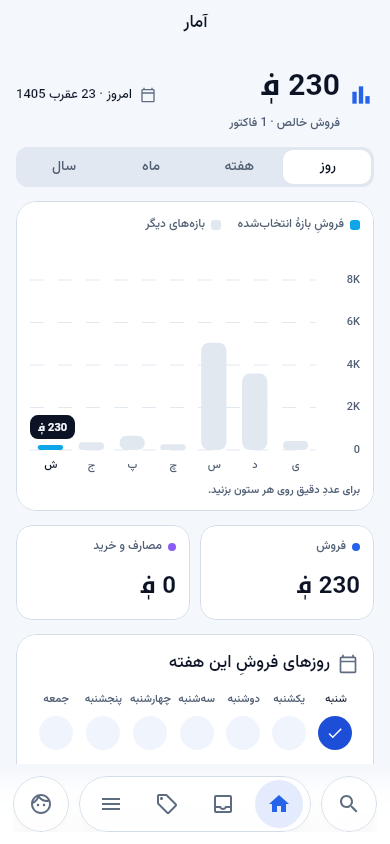 آمار
230 ؋
امروز · 23 عقرب 1405
فروش خالص · 1 فاکتور
روز
هفته
ماه
سال
فروشِ بازهٔ انتخاب‌شده
بازه‌های دیگر
8K
6K
4K
2K
0
230 ؋
ی
د
س
چ
پ
ج
ش
برای عددِ دقیق روی هر ستون بزنید.
فروش
230 ؋
مصارف و خرید
0 ؋
روزهای فروشِ این هفته
شنبه
یکشنبه
دوشنبه
سه‌شنبه
چهارشنبه
پنجشنبه
جمعه